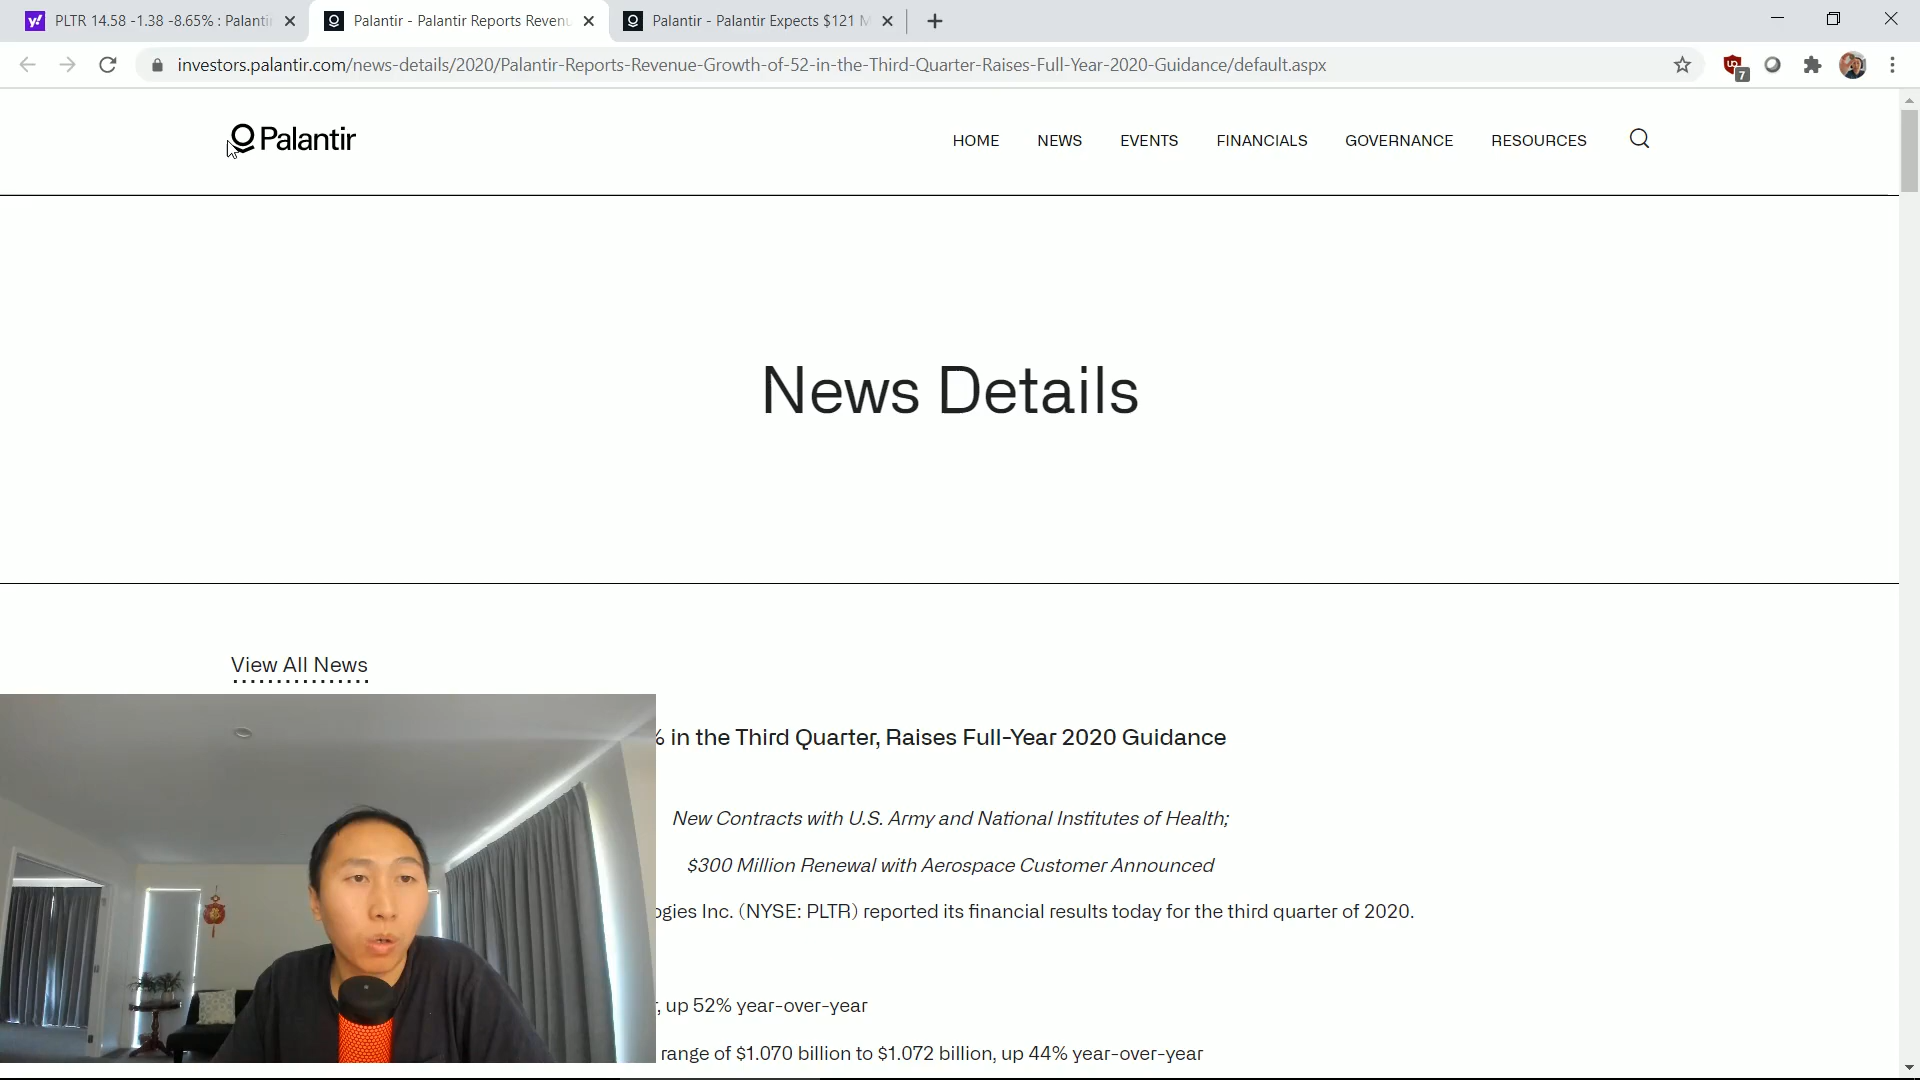 PLTR 14.58 -1.38 -8.65% : Palanti
Palantir - Palantir Reports Revenu
Palantir - Palantir Expects $121 M
investors.palantir.com/news-details/2020/Palantir-Reports-Revenue-Growth-of-52-in-the-Third-Quarter-Raises-Full-Year-2020-Guidance/default.aspx
7
Palantir
HOME
NEWS
EVENTS
FINANCIALS
GOVERNANCE
RESOURCES
News Details
View All News
% in the Third Quarter, Raises Full-Year 2020 Guidance
New Contracts with U.S. Army and National Institutes of Health;
$300 Million Renewal with Aerospace Customer Announced
ogies Inc. (NYSE: PLTR) reported its financial results today for the third quarter of 2020.
, up 52% year-over-year
range of $1.070 billion to $1.072 billion, up 44% year-over-year